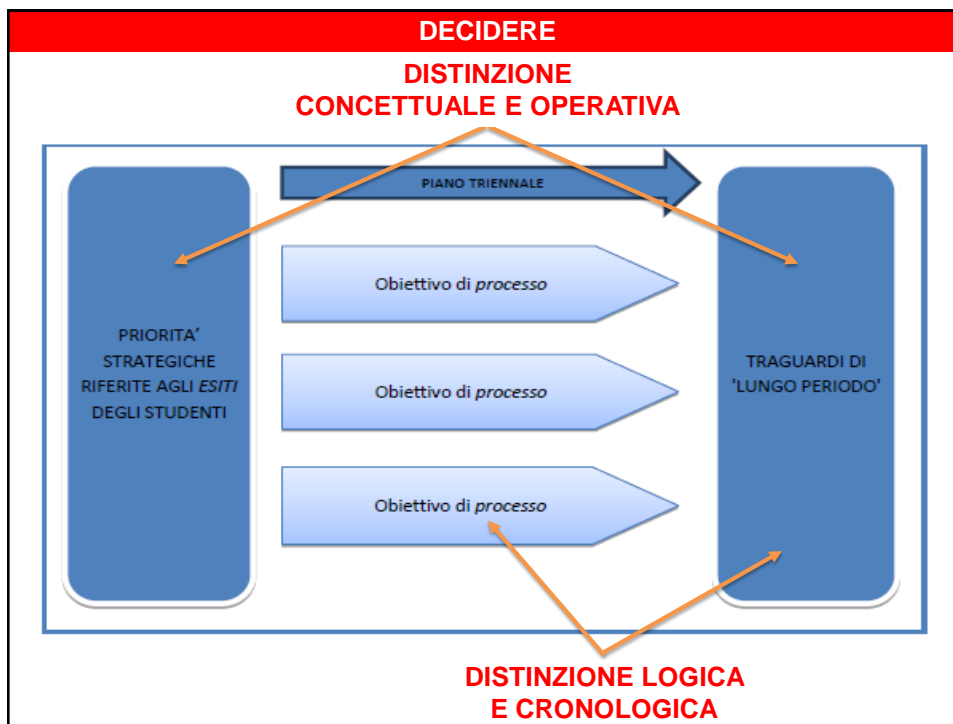 DECIDERE
DISTINZIONE
CONCETTUALE E OPERATIVA
PIANO TRIENNALE
PRIORITA’
STRATEGICHE
RIFERITE AGLI ESITI
DEGLI STUDENTI
Obiettivo di processo
Obiettivo di processo
Obiettivo di processo
TRAGUARDI DI
'LUNGO PERIODO'
DISTINZIONE LOGICA
E CRONOLOGICA